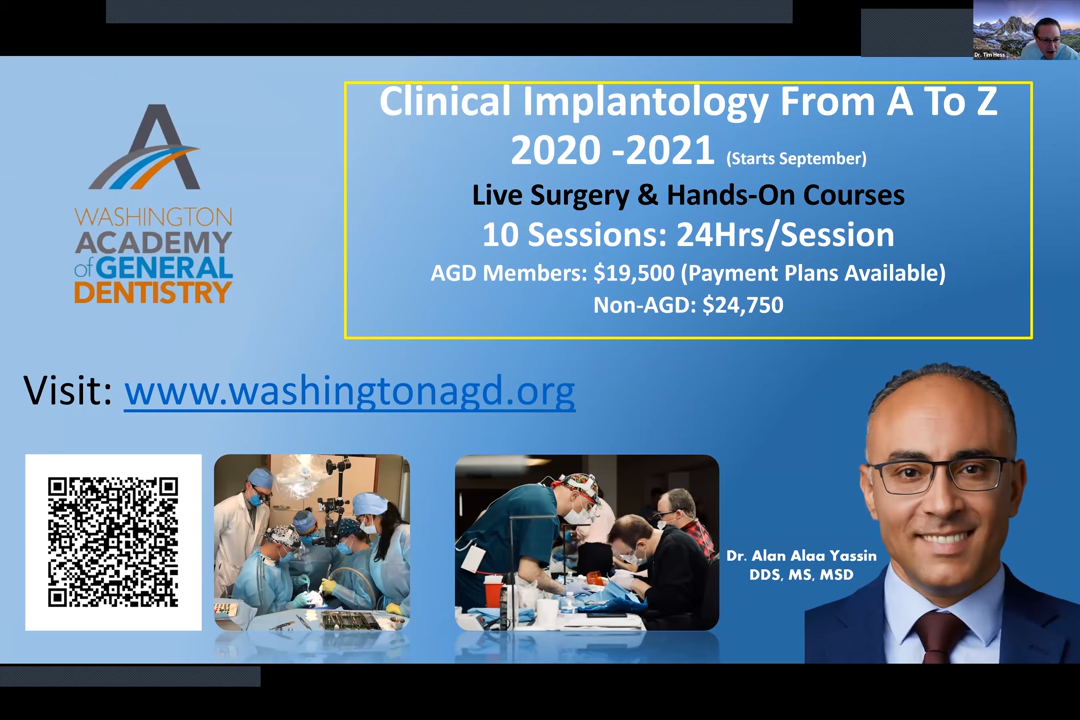 Dr. Tim Hess
Clinical Implantology From A To Z
2020 -2021 (Starts September)
Live Surgery & Hands-On Courses
10 Sessions: 24Hrs/Session
AGD Members: $19,500 (Payment Plans Available)
Non-AGD: $24,750
WASHINGTON
ACADEMY
of GENERAL
DENTISTRY
Visit: www.washingtonagd.org
Dr. Alan Alaa Yassin
DDS, MS, MSD